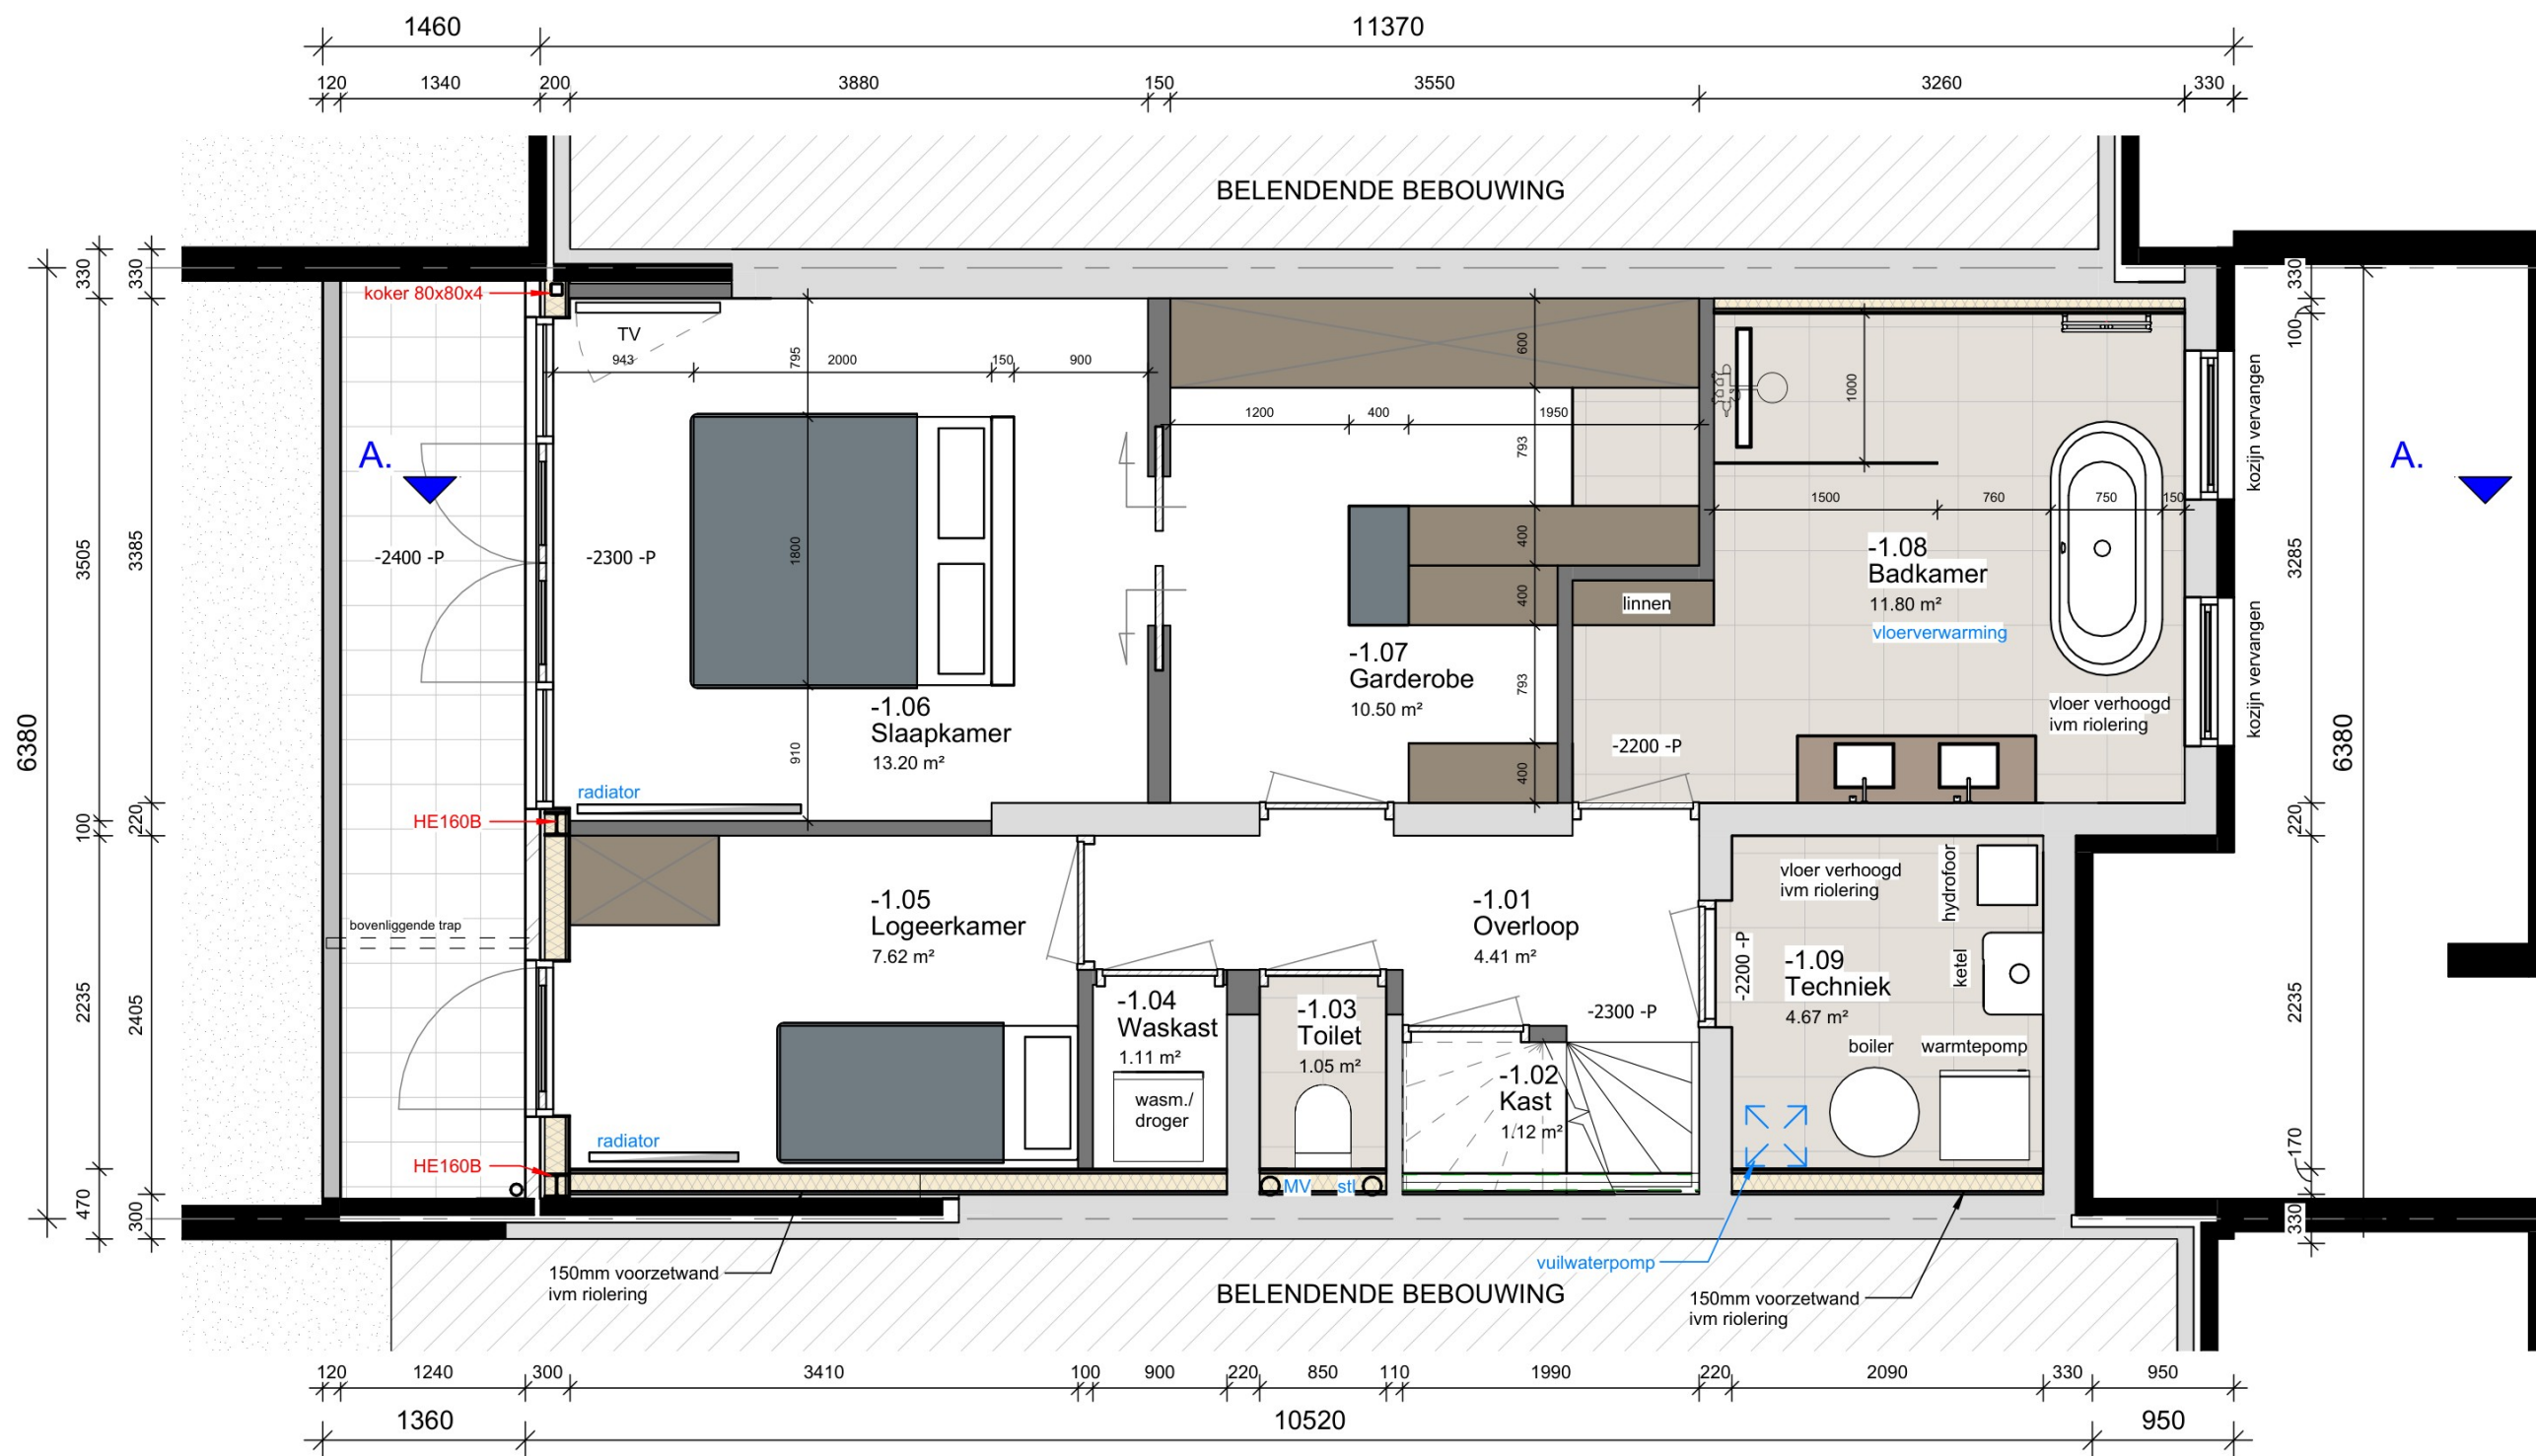 1460 11370
120 1340 200 3880 150 3550 3260 330
BELENDENDE BEBOUWING
330
330
330
100
koker 80x80x4
TV
943 2000 150 900
795
600
1000
kozijn vervangen
1200 400 1950
793
A.
A.
1500 760 750 150
-2400 -P
-2300 -P
1800
400
3505
3385
3285
-1.08
Badkamer
11.80 m²
vloerverwarming
400
linnen
kozijn vervangen
-1.07
Garderobe
10.50 m²
793
-1.06
Slaapkamer
13.20 m²
910
vloer verhoogd
ivm riolering
-2200 -P
6380
6380
400
radiator
HE160B
100
220
220
-1.05
Logeerkamer
7.62 m²
-1.01
Overloop
4.41 m²
vloer verhoogd
ivm riolering
hydrofoor
bovenliggende trap
-2200 -P
-1.09
Techniek
4.67 m²
ketel
2235
2405
2235
-1.04
Waskast
1.11 m²
-1.03
Toilet
1.05 m²
-2300 -P
boiler
warmtepomp
-1.02
Kast
1.12 m²
wasm./
droger
radiator
HE160B
170
MV
stl
470
300
330
150mm voorzetwand
ivm riolering
vuilwaterpomp
BELENDENDE BEBOUWING
150mm voorzetwand
ivm riolering
120 1240 300 3410 100 900 220 850 110 1990 220 2090 330 950
1360 10520 950